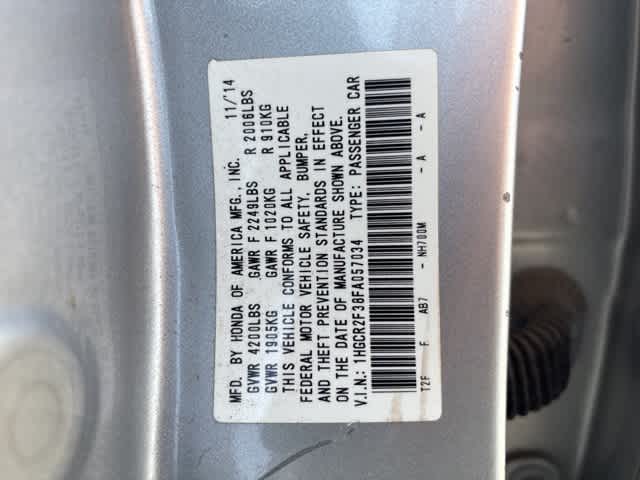 MFD. BY HONDA OF AMERICA MFG., INC. 11/'14
GVWR 4200LBS GAWR F 2249LBS R 2006LBS
GVWR 1905KG GAWR F 1020KG R 910KG
THIS VEHICLE CONFORMS TO ALL APPLICABLE
FEDERAL MOTOR VEHICLE SAFETY, BUMPER,
AND THEFT PREVENTION STANDARDS IN EFFECT
ON THE DATE OF MANUFACTURE SHOWN ABOVE.
V.I.N.: 1HGCR2F38FA057034 TYPE: PASSENGER CAR
T2F F AB7 - NH700M - A - A